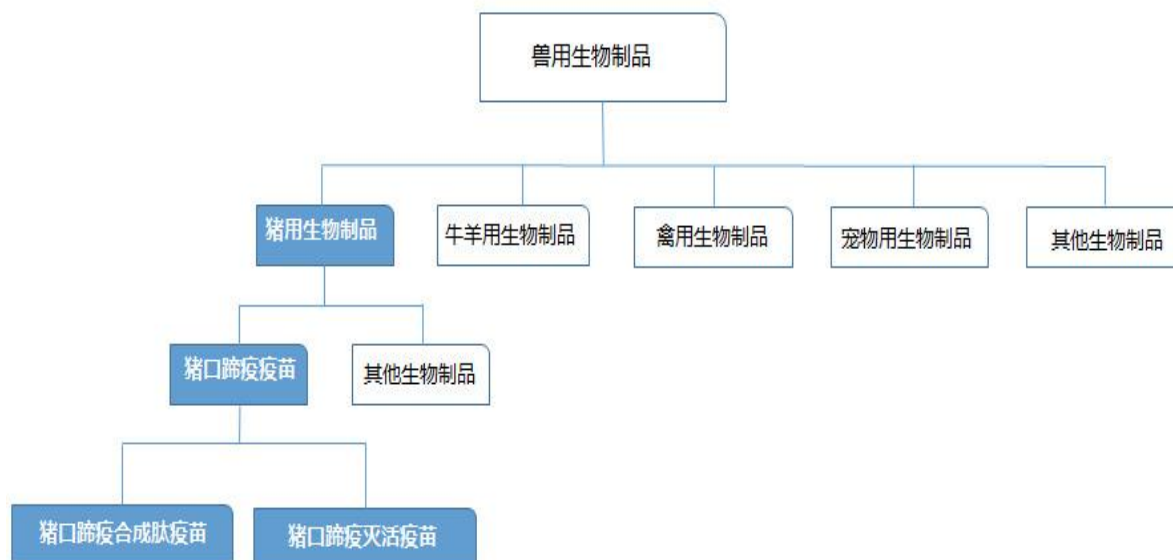 兽用生物制品
猪用生物制品
牛羊用生物制品
禽用生物制品
宠物用生物制品
其他生物制品
猪口蹄疫疫苗
其他生物制品
猪口蹄疫合成肽疫苗
猪口蹄疫灭活疫苗